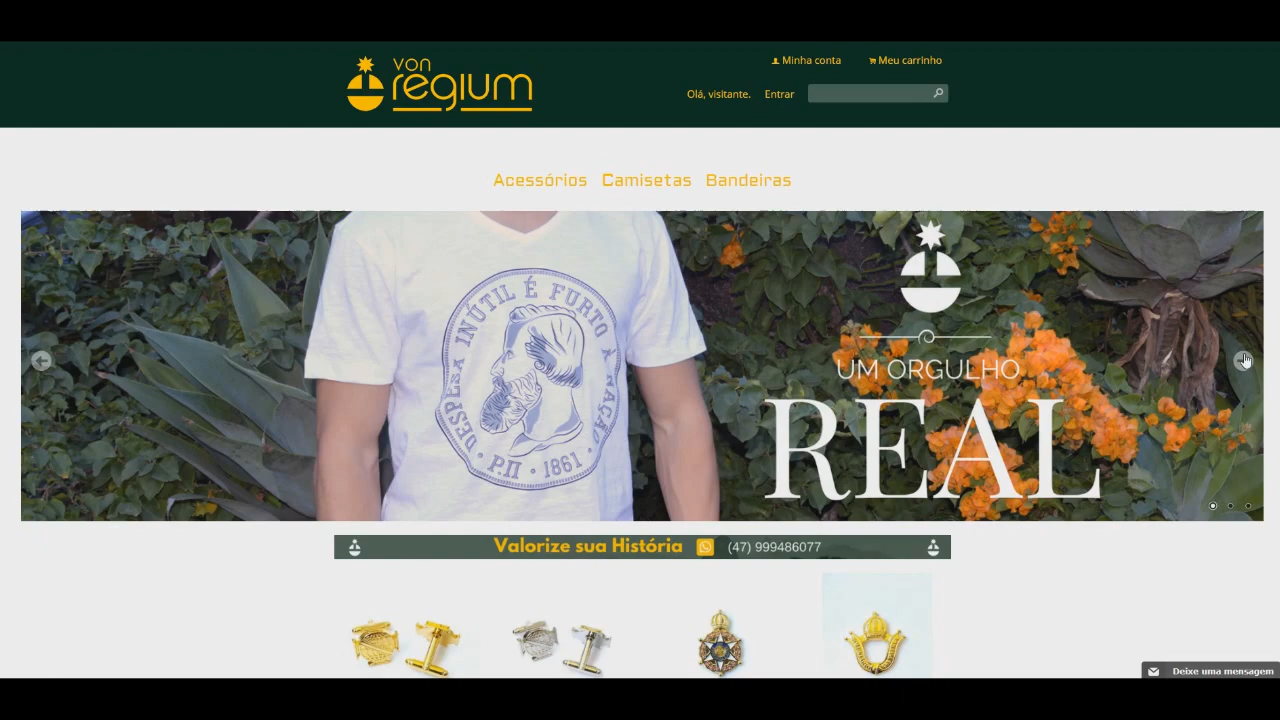 von
regium
Minha conta
Meu carrinho
Olá, visitante.
Entrar
Acessórios
Camisetas
Bandeiras
DESPESA INÚTIL É FURTO À NAÇÃO
P.II · 1861
UM ORGULHO
REAL
Valorize sua História
(47) 999486077
Deixe uma mensagem